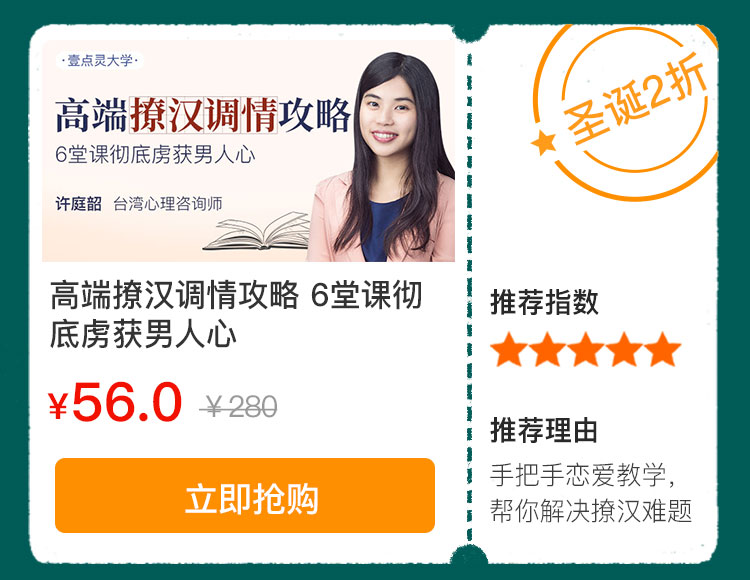 ·壹点灵大学·
高端撩汉调情攻略
6堂课彻底虏获男人心
许庭韶 台湾心理咨询师
高端撩汉调情攻略 6堂课彻
底虏获男人心
¥56.0 ¥280
立即抢购
圣诞2折
推荐指数
推荐理由
手把手恋爱教学，
帮你解决撩汉难题